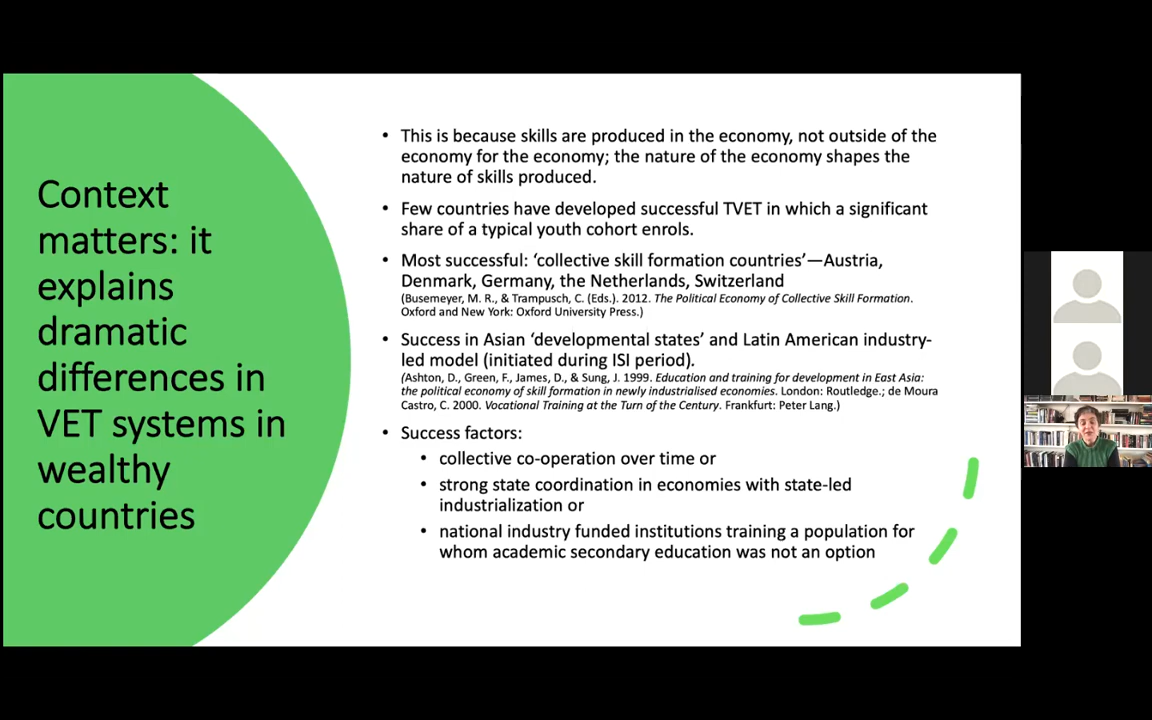 Context
matters: it
explains
dramatic
differences in
VET systems in
wealthy
countries
• This is because skills are produced in the economy, not outside of the
economy for the economy; the nature of the economy shapes the
nature of skills produced.
• Few countries have developed successful TVET in which a significant
share of a typical youth cohort enrols.
• Most successful: ‘collective skill formation countries’—Austria,
Denmark, Germany, the Netherlands, Switzerland
(Busemeyer, M. R., & Trampusch, C. (Eds.). 2012. The Political Economy of Collective Skill Formation.
Oxford and New York: Oxford University Press.)
• Success in Asian ‘developmental states’ and Latin American industry-
led model (initiated during ISI period).
(Ashton, D., Green, F., James, D., & Sung, J. 1999. Education and training for development in East Asia:
the political economy of skill formation in newly industrialised economies. London: Routledge.; de Moura
Castro, C. 2000. Vocational Training at the Turn of the Century. Frankfurt: Peter Lang.)
• Success factors:
• collective co-operation over time or
• strong state coordination in economies with state-led
industrialization or
• national industry funded institutions training a population for
whom academic secondary education was not an option